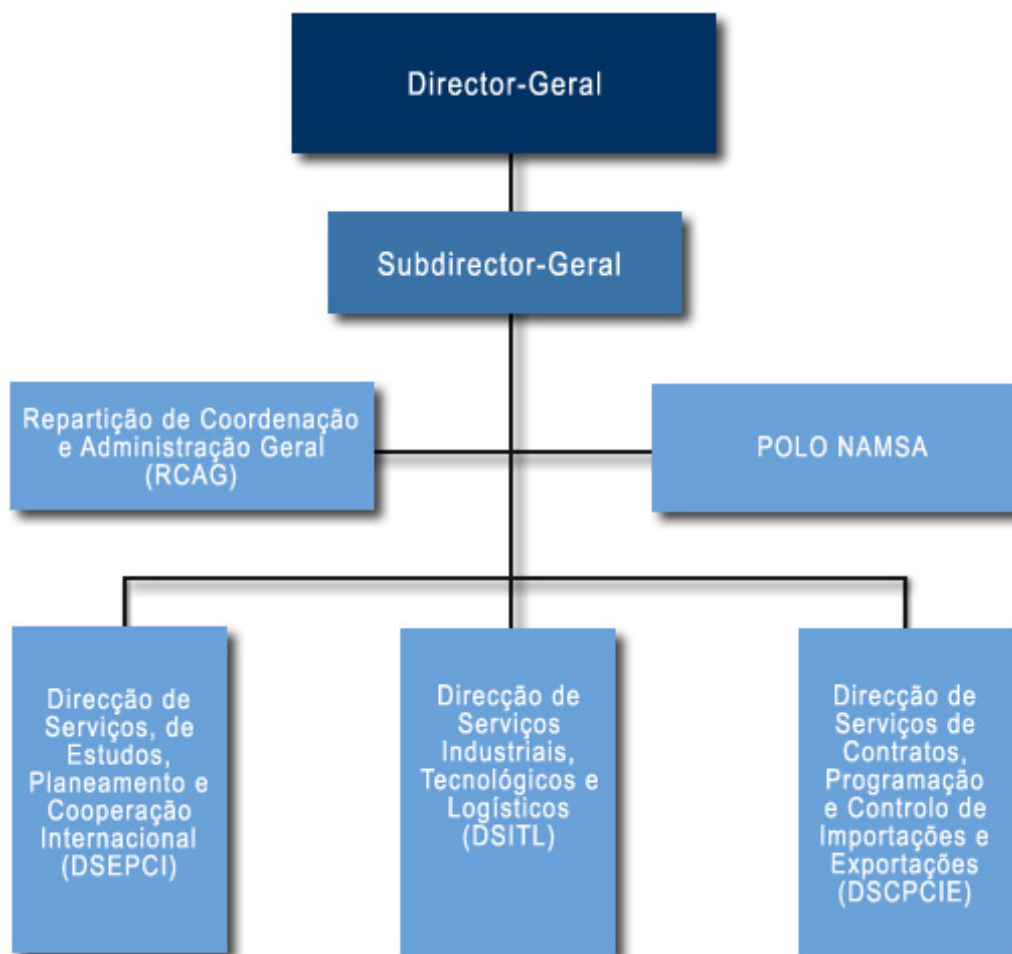 Director-Geral
Subdirector-Geral
Repartição de Coordenação
e Administração Geral
(RCAG)
POLO NAMSA
Direcção de
Serviços, de
Estudos,
Planeamento e
Cooperação
Internacional
(DSEPCI)
Direcção de
Serviços
Industriais,
Tecnológicos e
Logísticos
(DSITL)
Direcção de
Serviços de
Contratos,
Programação
e Controlo de
Importações e
Exportações
(DSCPCIE)